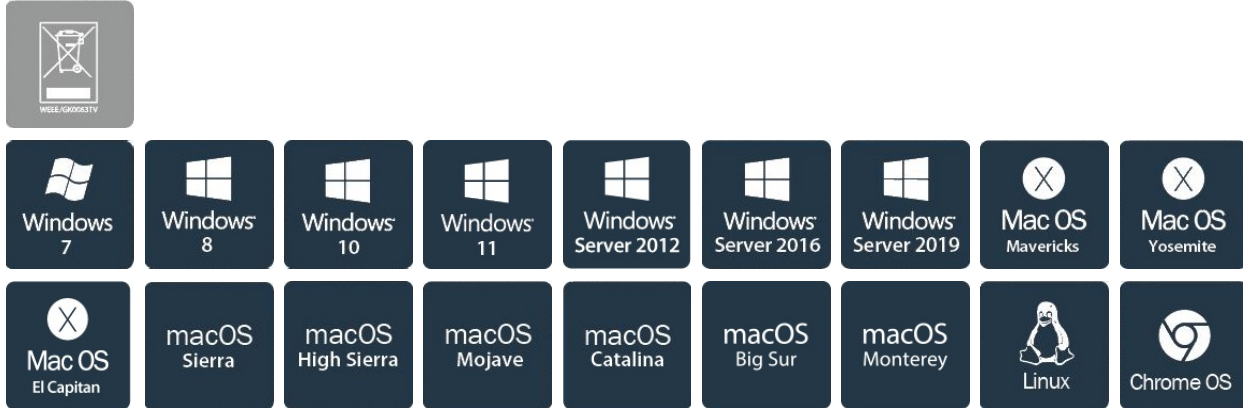 WEEE/GK0063TV
Windows
7
Windows
8
Windows
10
Windows
11
Windows
Server 2012
Windows
Server 2016
Windows
Server 2019
X
Mac OS
Mavericks
X
Mac OS
Yosemite
X
Mac OS
El Capitan
macOS
Sierra
macOS
High Sierra
macOS
Mojave
macOS
Catalina
macOS
Big Sur
macOS
Monterey
Linux
Chrome OS